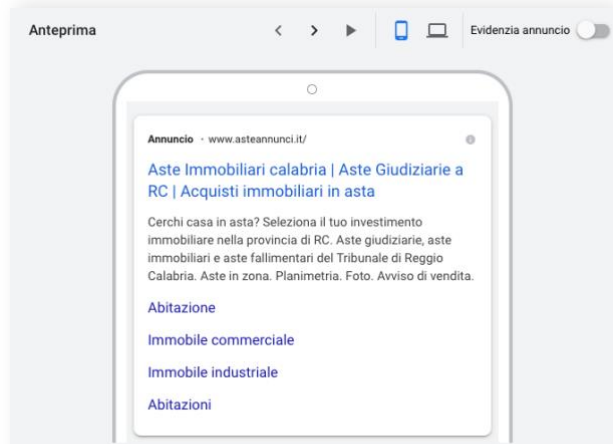 Anteprima
Evidenzia annuncio
Annuncio · www.asteannunci.it/
Aste Immobiliari calabria | Aste Giudiziarie a
RC | Acquisti immobiliari in asta
Cerchi casa in asta? Seleziona il tuo investimento
immobiliare nella provincia di RC. Aste giudiziarie, aste
immobiliari e aste fallimentari del Tribunale di Reggio
Calabria. Aste in zona. Planimetria. Foto. Avviso di vendita.
Abitazione
Immobile commerciale
Immobile industriale
Abitazioni